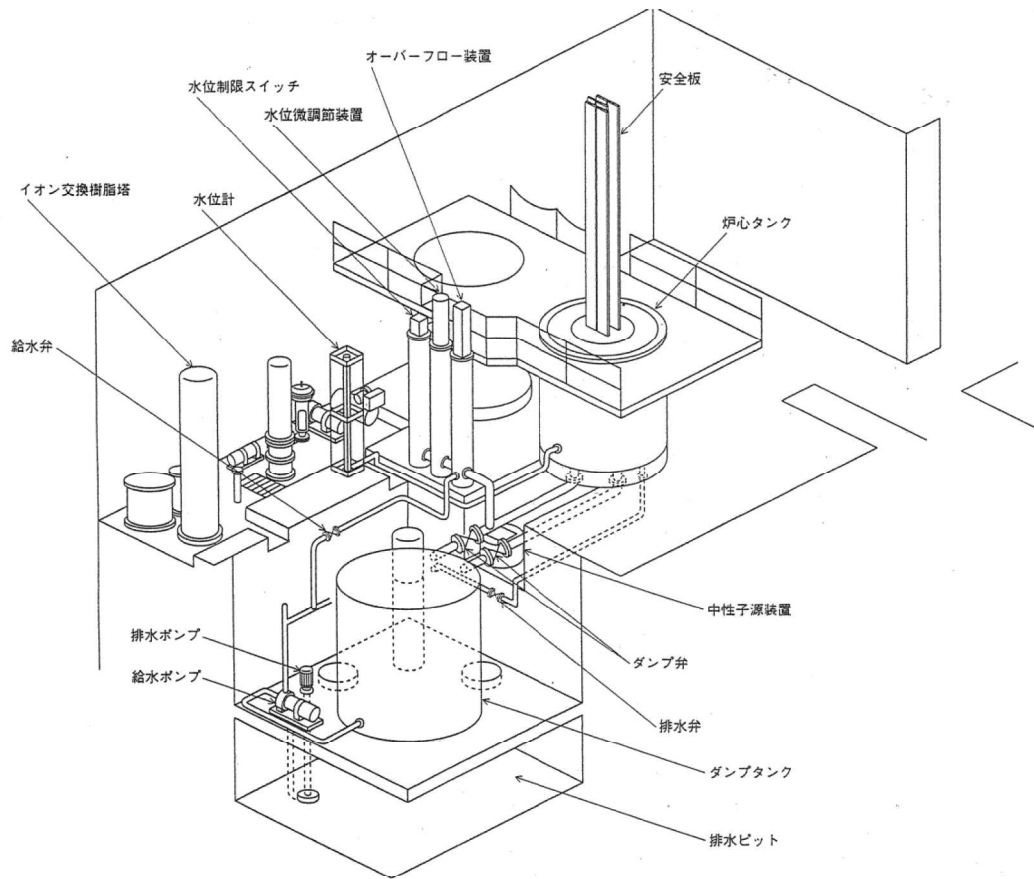 オーバーフロー装置
水位制限スイッチ
安全板
水位微調節装置
イオン交換樹脂塔
水位計
炉心タンク
給水弁
中性子源装置
排水ポンプ
ダンプ弁
給水ポンプ
排水弁
ダンプタンク
排水ピット